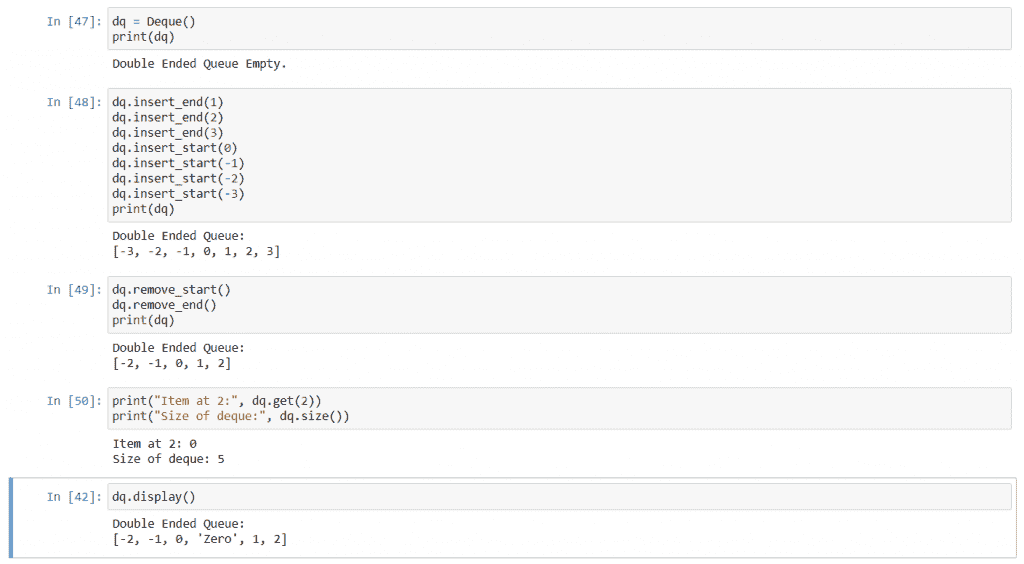 In [47]: dq = Deque()
print(dq)
Double Ended Queue Empty.
In [48]: dq.insert_end(1)
dq.insert_end(2)
dq.insert_end(3)
dq.insert_start(0)
dq.insert_start(-1)
dq.insert_start(-2)
dq.insert_start(-3)
print(dq)
Double Ended Queue:
[-3, -2, -1, 0, 1, 2, 3]
In [49]: dq.remove_start()
dq.remove_end()
print(dq)
Double Ended Queue:
[-2, -1, 0, 1, 2]
In [50]: print("Item at 2:", dq.get(2))
print("Size of deque:", dq.size())
Item at 2: 0
Size of deque: 5
In [42]: dq.display()
Double Ended Queue:
[-2, -1, 0, 'Zero', 1, 2]